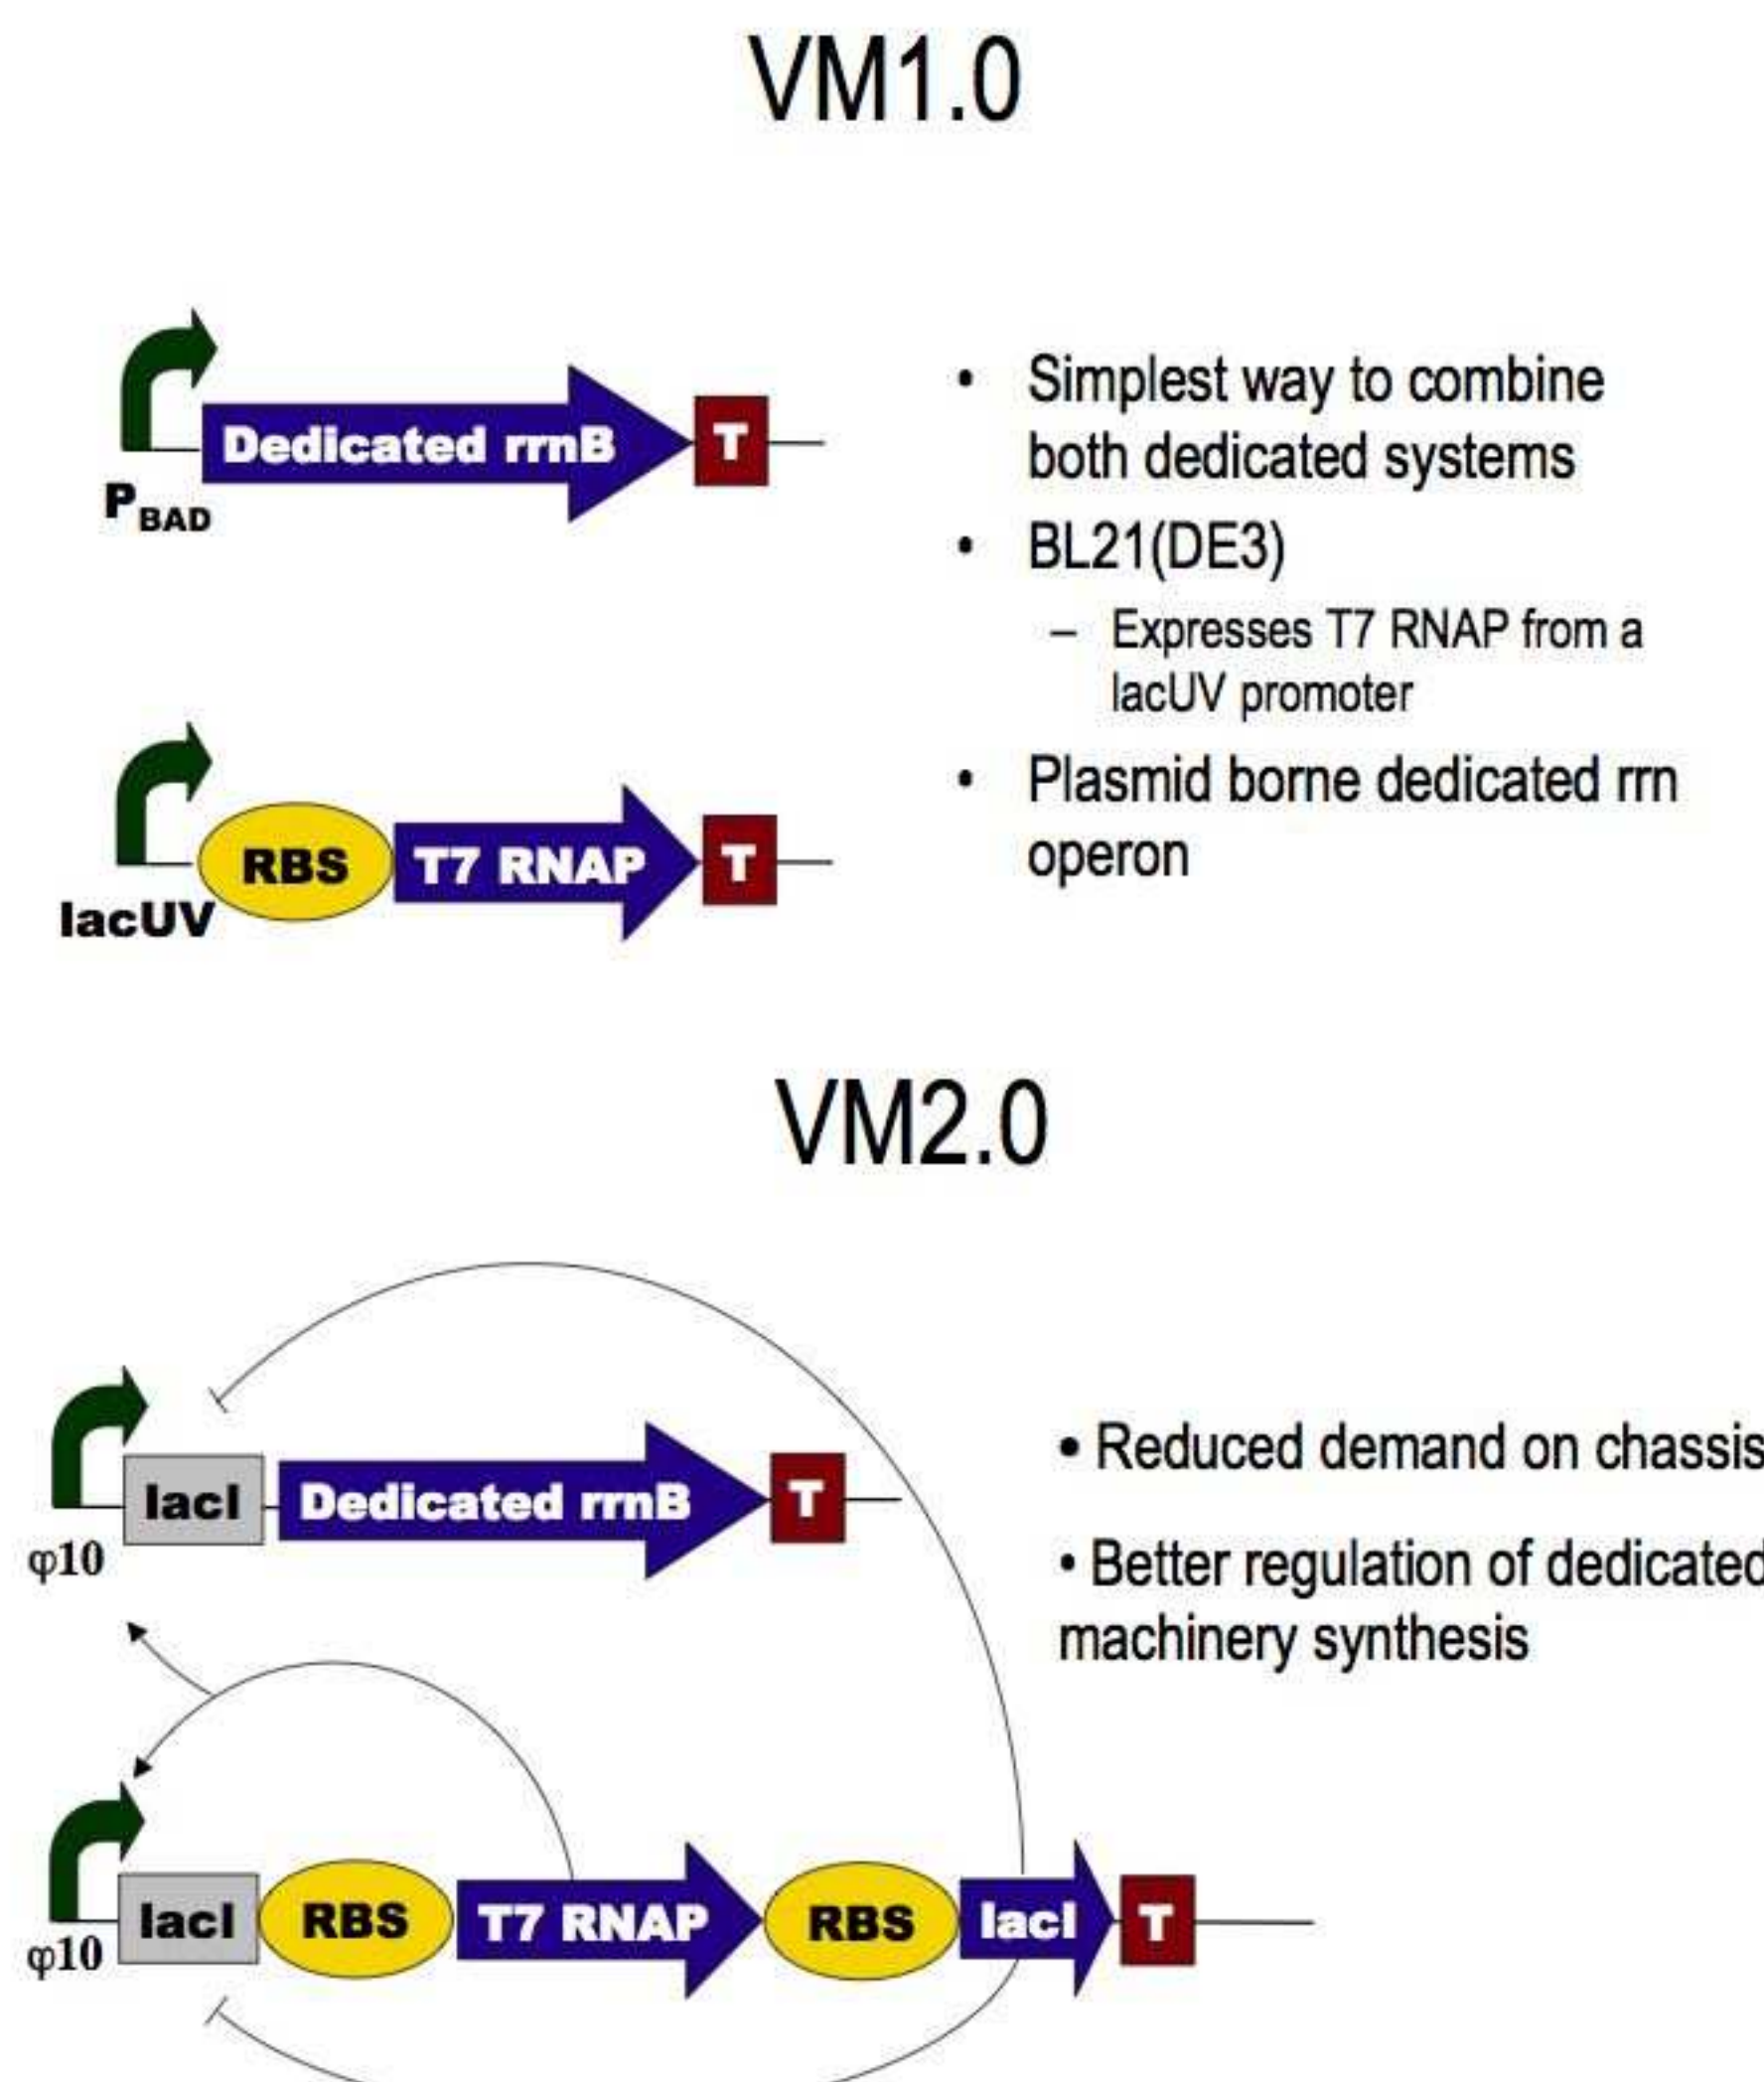 VM1.0
Dedicated rrnB T
PBAD
• Simplest way to combine
both dedicated systems
• BL21(DE3)
– Expresses T7 RNAP from a
lacUV promoter
• Plasmid borne dedicated rrn
operon
RBS T7 RNAP T
lacUV
VM2.0
lacI Dedicated rrnB T
φ10
• Reduced demand on chassis
• Better regulation of dedicated
machinery synthesis
lacI RBS T7 RNAP RBS lacI T
φ10